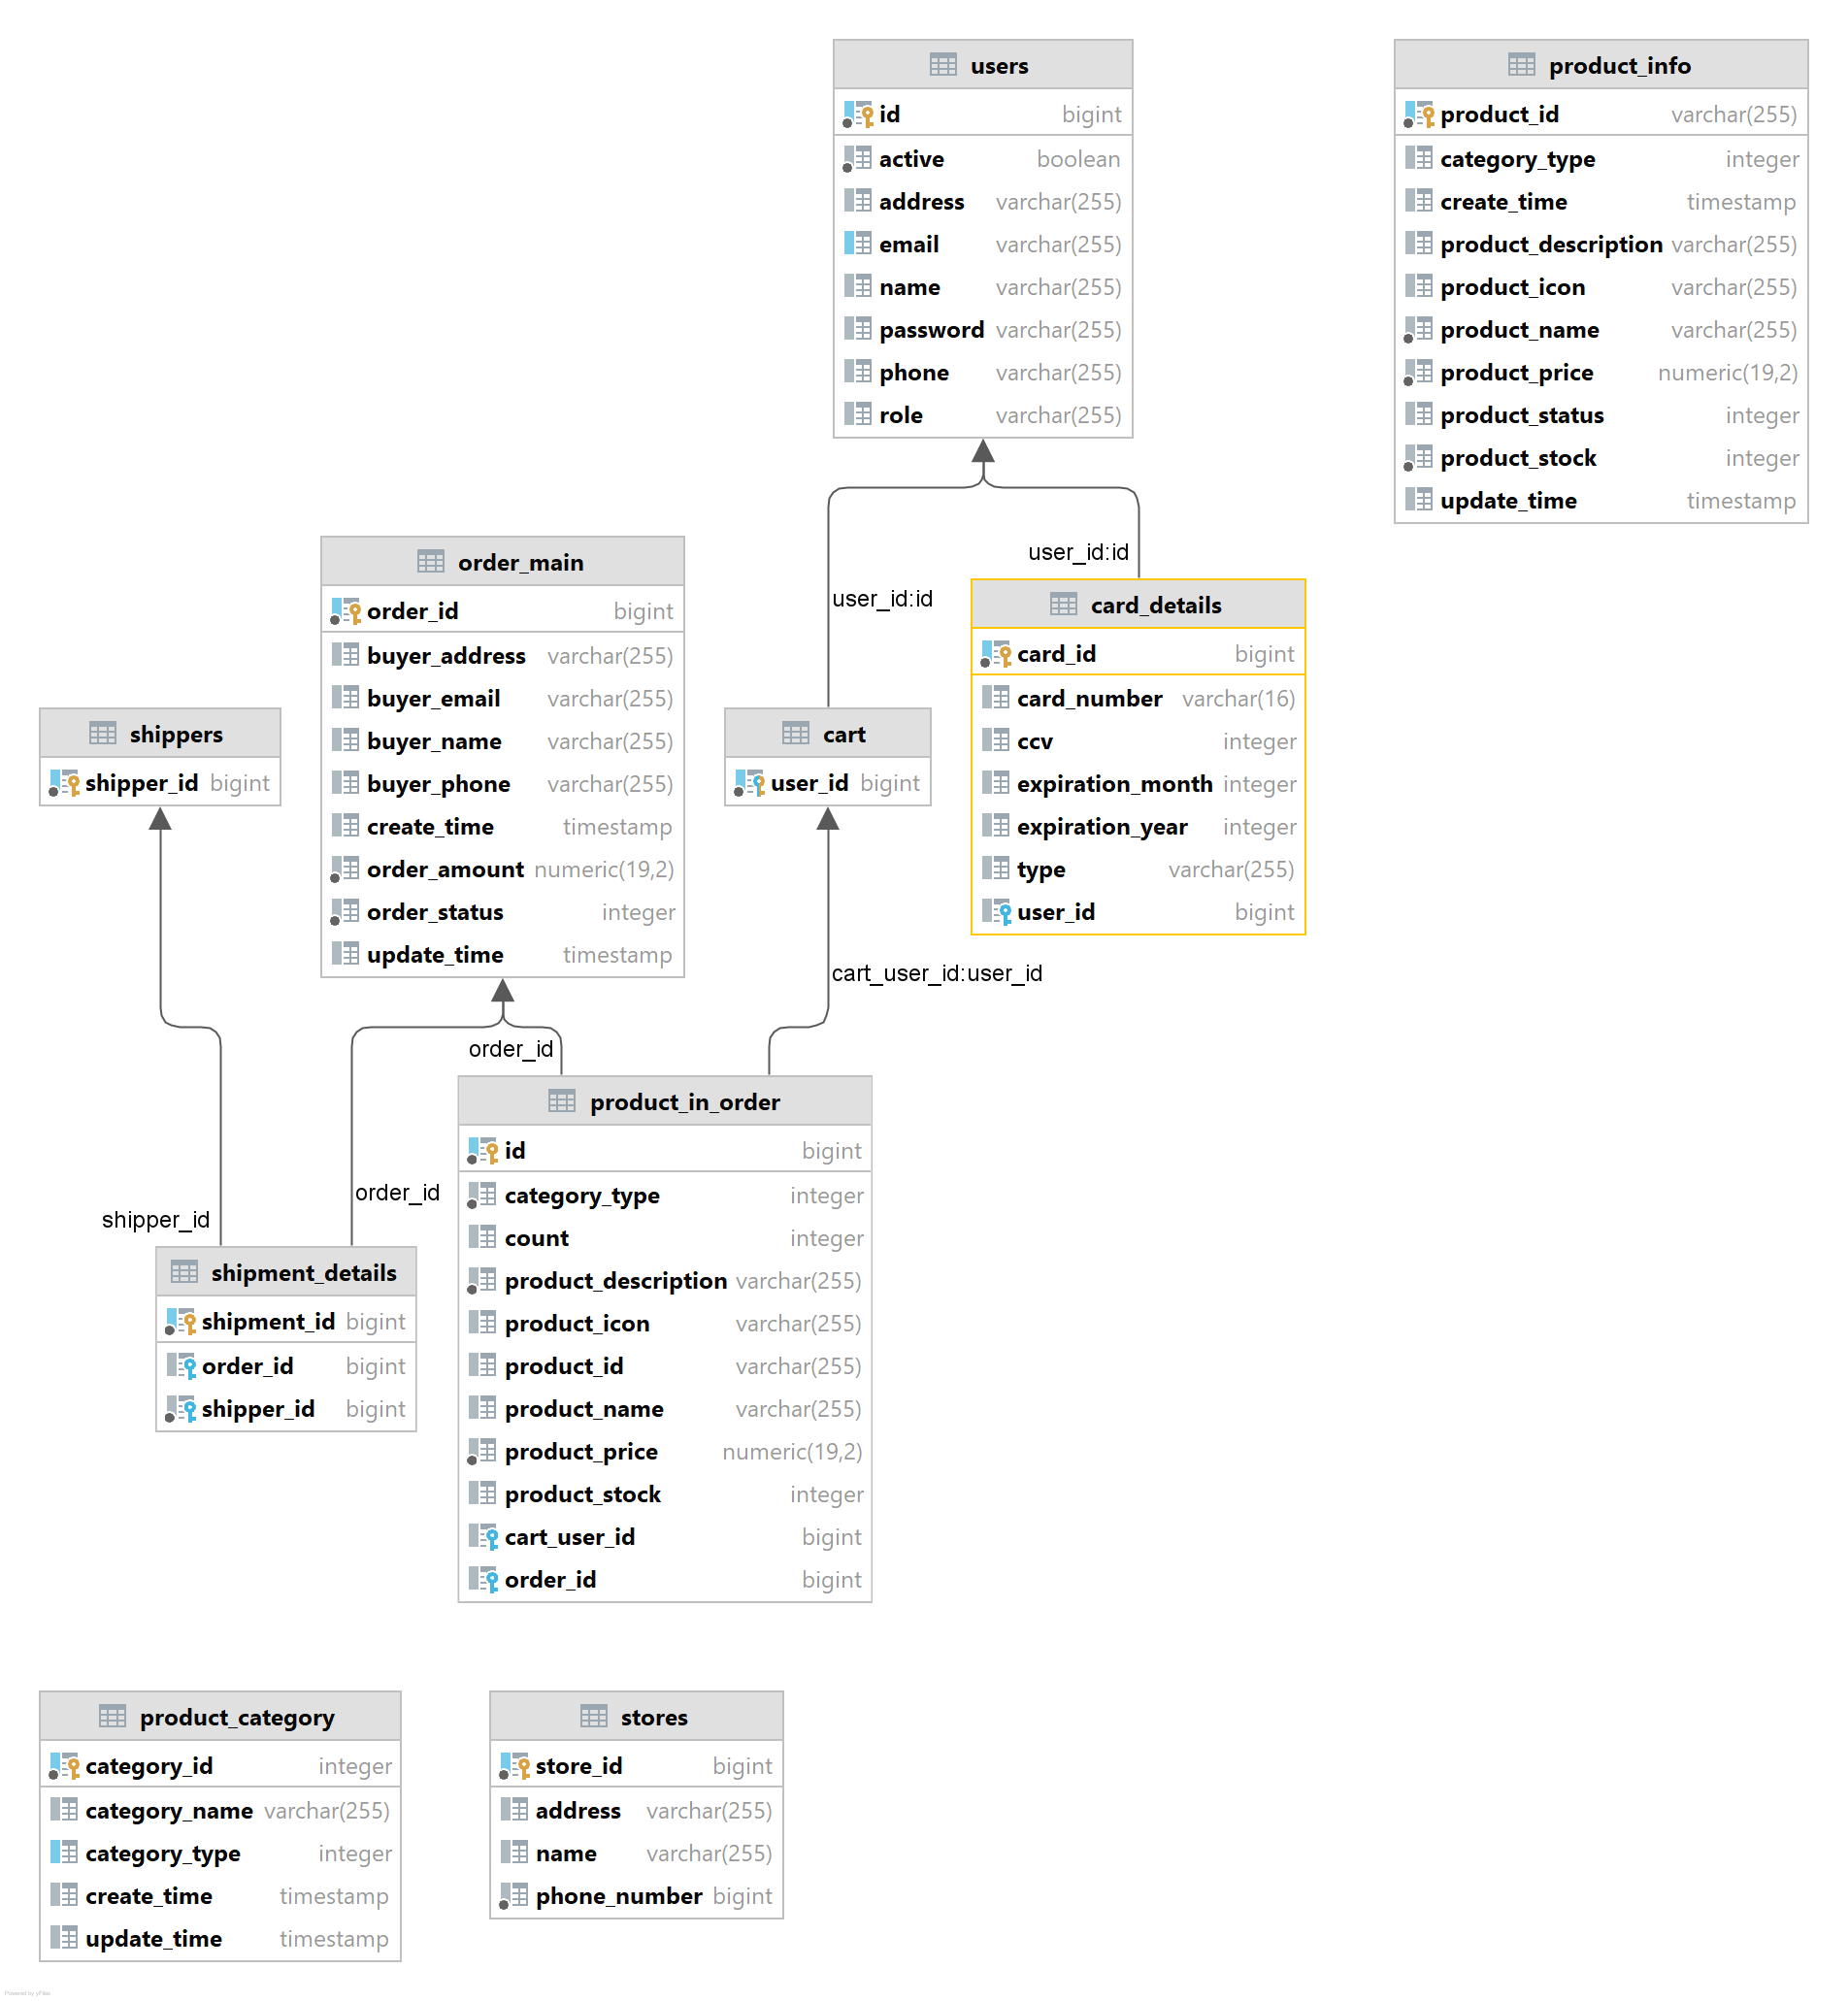 users
id bigint
active boolean
address varchar(255)
email varchar(255)
name varchar(255)
password varchar(255)
phone varchar(255)
role varchar(255)
product_info
product_id varchar(255)
category_type integer
create_time timestamp
product_description varchar(255)
product_icon varchar(255)
product_name varchar(255)
product_price numeric(19,2)
product_status integer
product_stock integer
update_time timestamp
user_id:id
user_id:id
order_main
order_id bigint
buyer_address varchar(255)
buyer_email varchar(255)
buyer_name varchar(255)
buyer_phone varchar(255)
create_time timestamp
order_amount numeric(19,2)
order_status integer
update_time timestamp
card_details
card_id bigint
card_number varchar(16)
ccv integer
expiration_month integer
expiration_year integer
type varchar(255)
user_id bigint
shippers
shipper_id bigint
cart
user_id bigint
cart_user_id:user_id
order_id
order_id
shipper_id
product_in_order
id bigint
category_type integer
count integer
product_description varchar(255)
product_icon varchar(255)
product_id varchar(255)
product_name varchar(255)
product_price numeric(19,2)
product_stock integer
cart_user_id bigint
order_id bigint
shipment_details
shipment_id bigint
order_id bigint
shipper_id bigint
product_category
category_id integer
category_name varchar(255)
category_type integer
create_time timestamp
update_time timestamp
stores
store_id bigint
address varchar(255)
name varchar(255)
phone_number bigint
Powered by yFiles